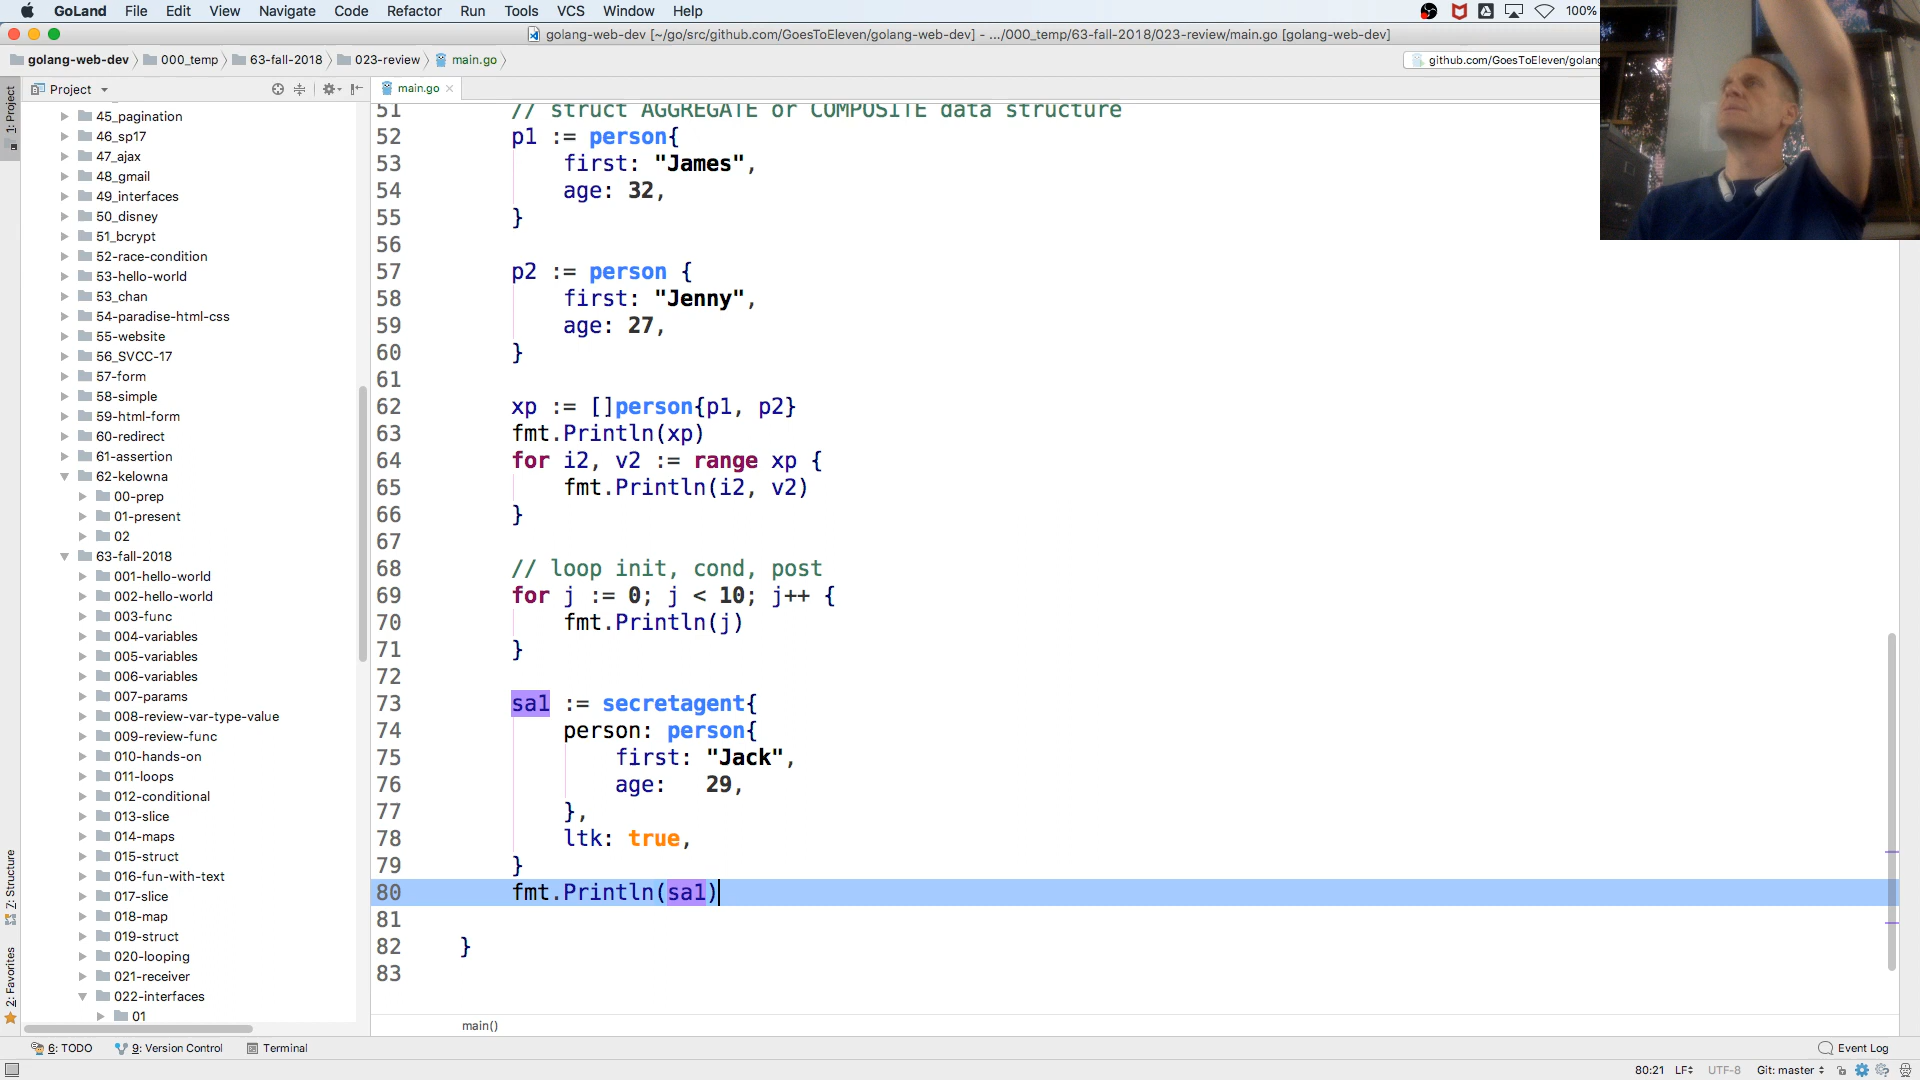 GoLand File Edit View Navigate Code Refactor Run Tools VCS Window Help 100%
golang-web-dev [~/go/src/github.com/GoesToEleven/golang-web-dev] - .../000_temp/63-fall-2018/023-review/main.go [golang-web-dev]
golang-web-dev 000_temp 63-fall-2018 023-review main.go github.com/GoesToEleven/golang
Project main.go
1: Project
45_pagination
46_sp17
47_ajax
48_gmail
49_interfaces
50_disney
51_bcrypt
52-race-condition
53-hello-world
53_chan
54-paradise-html-css
55-website
56_SVCC-17
57-form
58-simple
59-html-form
60-redirect
61-assertion
62-kelowna
00-prep
01-present
02
63-fall-2018
001-hello-world
002-hello-world
003-func
004-variables
005-variables
006-variables
007-params
008-review-var-type-value
009-review-func
010-hands-on
011-loops
012-conditional
013-slice
014-maps
015-struct
016-fun-with-text
017-slice
018-map
019-struct
020-looping
021-receiver
022-interfaces
01
7: Structure
2: Favorites
51 // struct AGGREGATE or COMPOSITE data structure
52 p1 := person{
53 first: "James",
54 age: 32,
55 }
56
57 p2 := person {
58 first: "Jenny",
59 age: 27,
60 }
61
62 xp := []person{p1, p2}
63 fmt.Println(xp)
64 for i2, v2 := range xp {
65 fmt.Println(i2, v2)
66 }
67
68 // loop init, cond, post
69 for j := 0; j < 10; j++ {
70 fmt.Println(j)
71 }
72
73 sa1 := secretagent{
74 person: person{
75 first: "Jack",
76 age: 29,
77 },
78 ltk: true,
79 }
80 fmt.Println(sa1)
81
82 }
83
main()
6: TODO 9: Version Control Terminal Event Log
80:21 LF UTF-8 Git: master